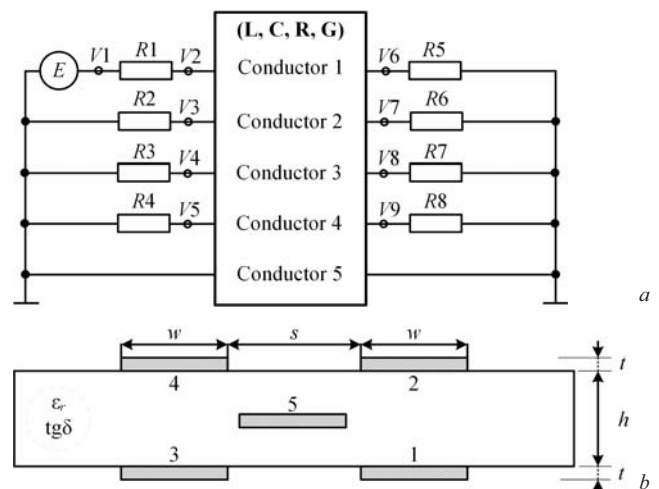 (L, C, R, G)
V1 R1 V2 Conductor 1 V6 R5
E
R2 V3 Conductor 2 V7 R6
R3 V4 Conductor 3 V8 R7
R4 V5 Conductor 4 V9 R8
Conductor 5
a
w s w
t
4 2
εr 5 h
tgδ
3 1
t
b